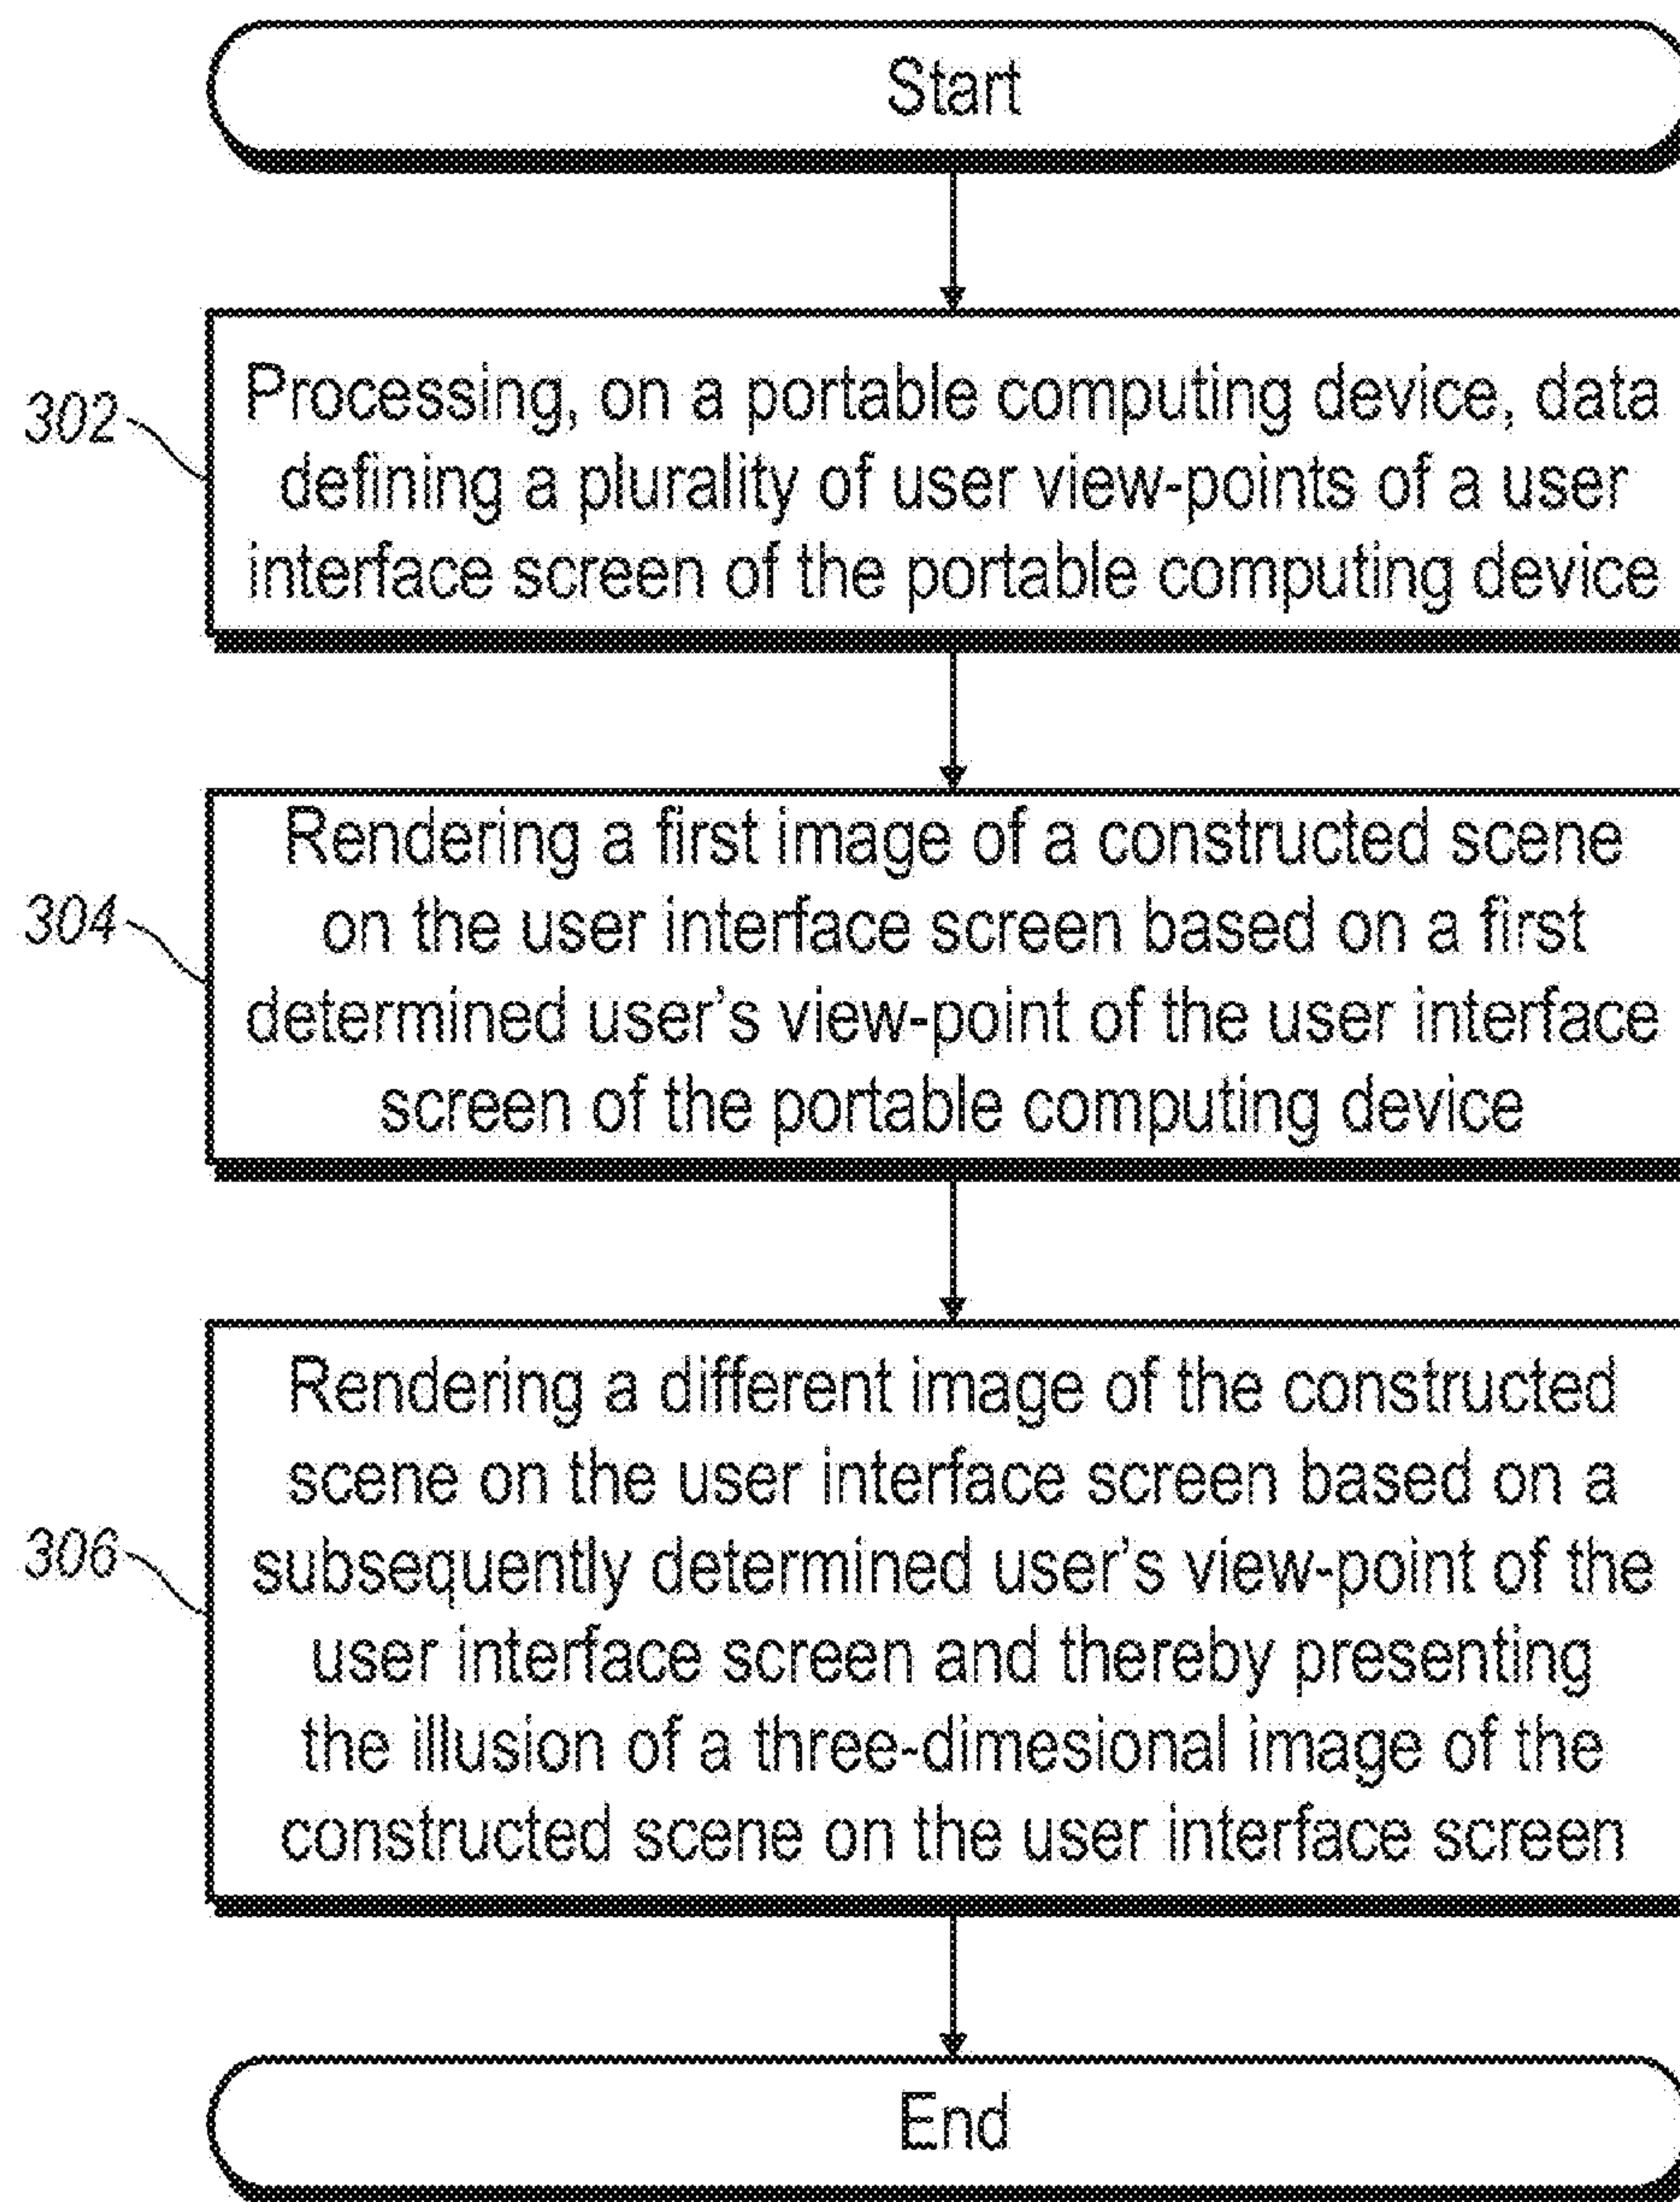 Start
302
Processing, on a portable computing device, data
defining a plurality of user view-points of a user
interface screen of the portable computing device
304
Rendering a first image of a constructed scene
on the user interface screen based on a first
determined user's view-point of the user interface
screen of the portable computing device
306
Rendering a different image of the constructed
scene on the user interface screen based on a
subsequently determined user's view-point of the
user interface screen and thereby presenting
the illusion of a three-dimesional image of the
constructed scene on the user interface screen
End